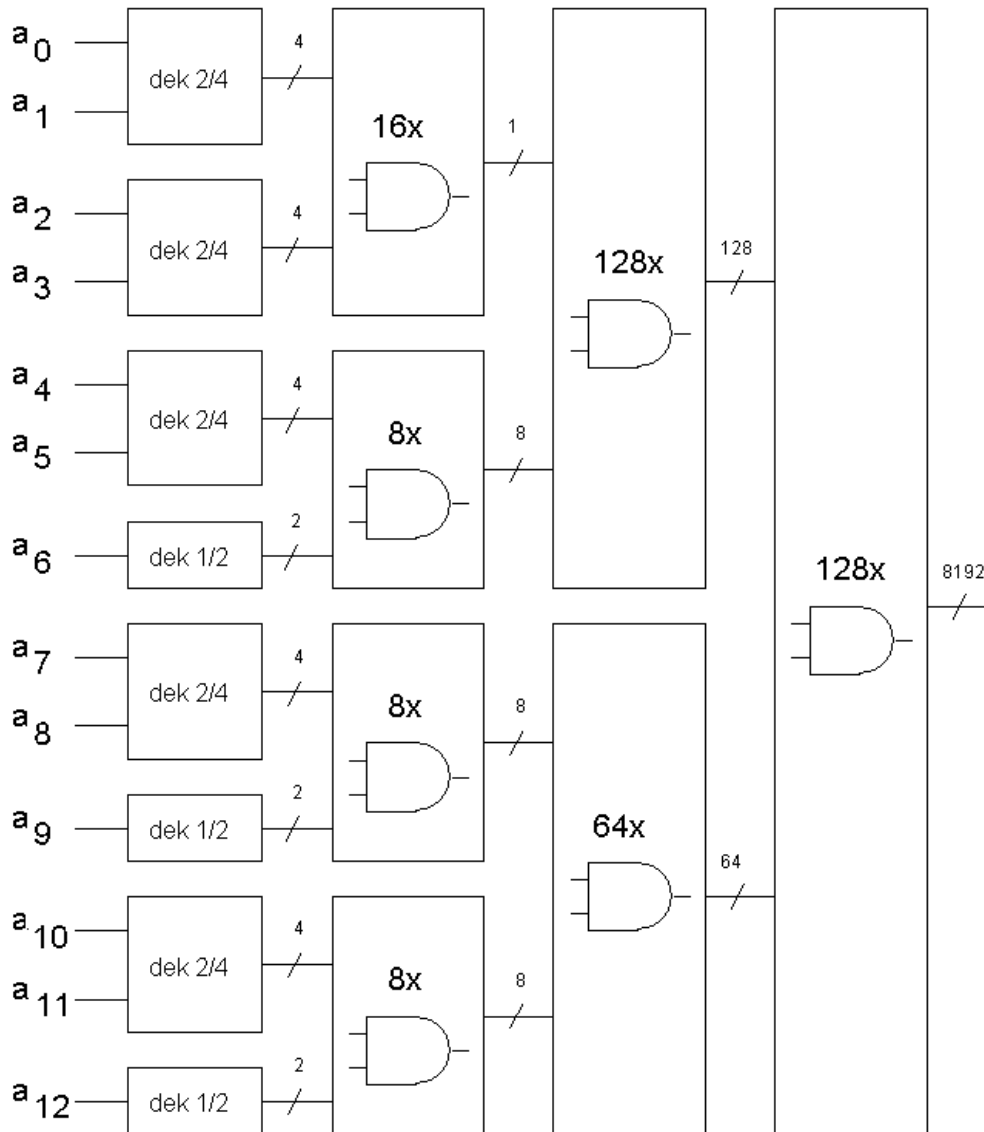 a0
4
dek 2/4
a1
16x
1
a2
4
dek 2/4
a3
128x
128
a4
4
dek 2/4
a5
8x
8
a6
2
dek 1/2
128x
8192
a7
4
dek 2/4
a8
8x
8
a9
2
dek 1/2
64x
64
a10
4
dek 2/4
a11
8x
8
a12
2
dek 1/2